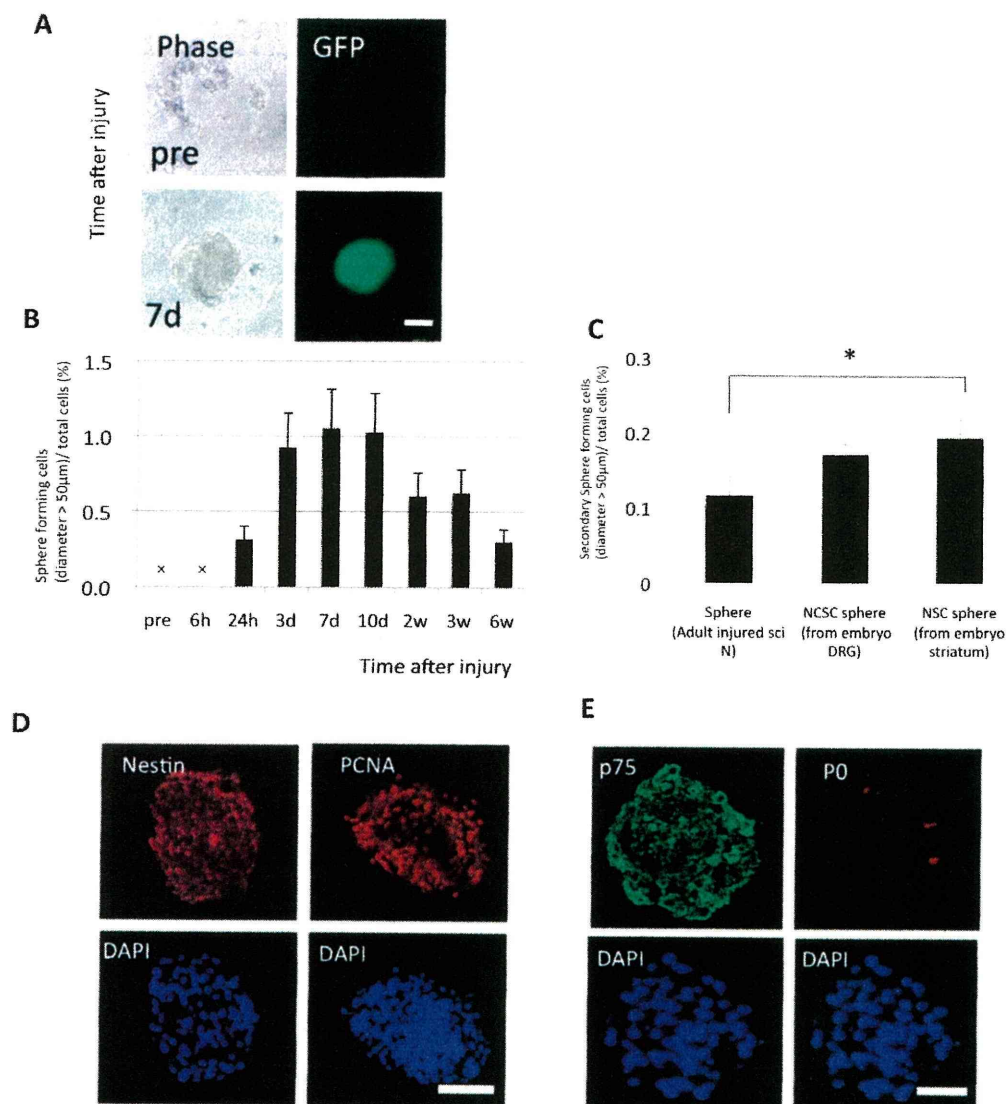 A
Time after injury
Phase
GFP
pre
7d
B
Sphere forming cells
(diameter > 50μm)/ total cells (%)
1.5
1.0
0.5
0.0
× ×
pre 6h 24h 3d 7d 10d 2w 3w 6w
Time after injury
C
Secondary Sphere forming cells
(diameter > 50μm)/ total cells (%)
0.3
0.2
0.1
0
*
Sphere
(Adult injured sci
N)
NCSC sphere
(from embryo
DRG)
NSC sphere
(from embryo
striatum)
D
Nestin
PCNA
DAPI
DAPI
E
p75
P0
DAPI
DAPI